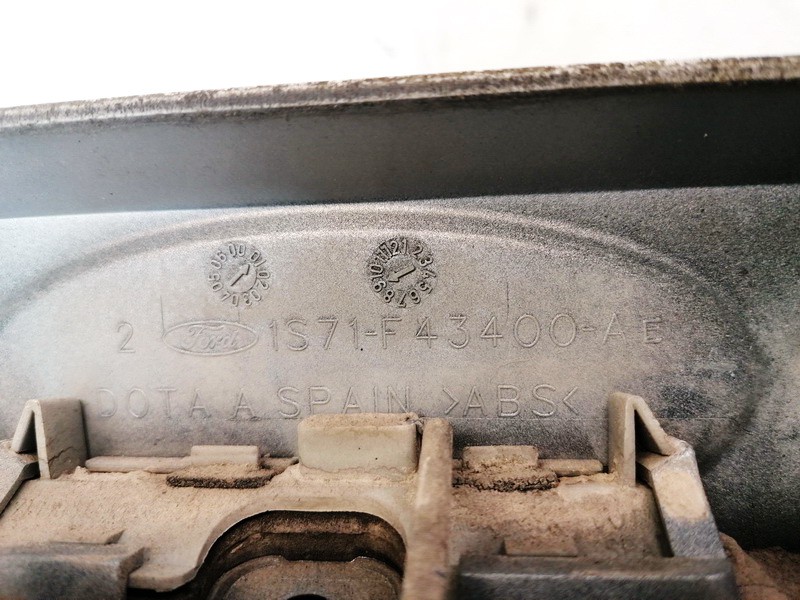 2 Ford 1S71-F43400-AE
DOTA A SPAIN >ABS<